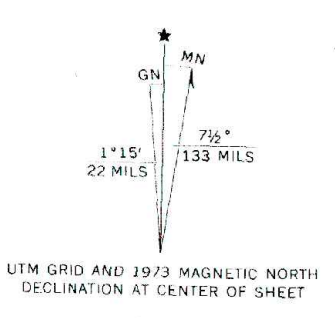 ★
MN
GN
1°15'
22 MILS
7½°
133 MILS
UTM GRID AND 1973 MAGNETIC NORTH
DECLINATION AT CENTER OF SHEET